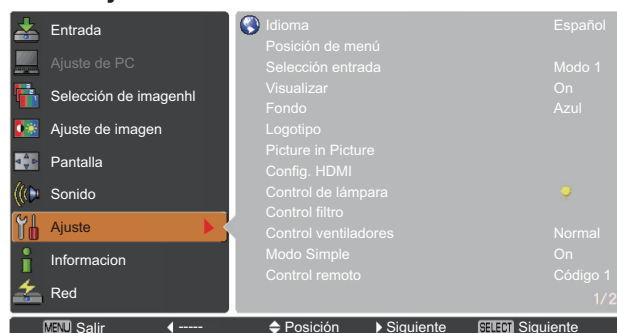 Entrada
Ajuste de PC
Selección de imagenhl
Ajuste de imagen
Pantalla
Sonido
Ajuste
Informacion
Red
Idioma Español
Posición de menú
Selección entrada Modo 1
Visualizar On
Fondo Azul
Logotipo
Picture in Picture
Config. HDMI
Control de lámpara
Control filtro
Control ventiladores Normal
Modo Simple On
Control remoto Código 1
1/2
MENU Salir ----- Posición Siguiente SELECT Siguiente